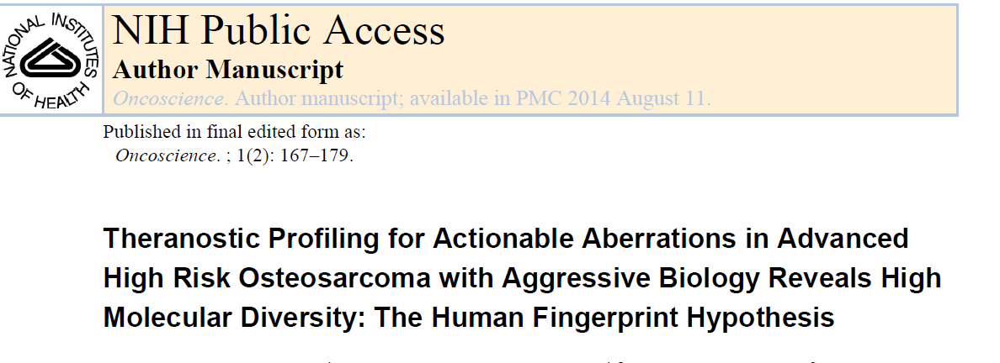 NATIONAL INSTITUTES OF HEALTH
NIH Public Access
Author Manuscript
Oncoscience. Author manuscript; available in PMC 2014 August 11.
Published in final edited form as:
Oncoscience. ; 1(2): 167–179.
Theranostic Profiling for Actionable Aberrations in Advanced
High Risk Osteosarcoma with Aggressive Biology Reveals High
Molecular Diversity: The Human Fingerprint Hypothesis